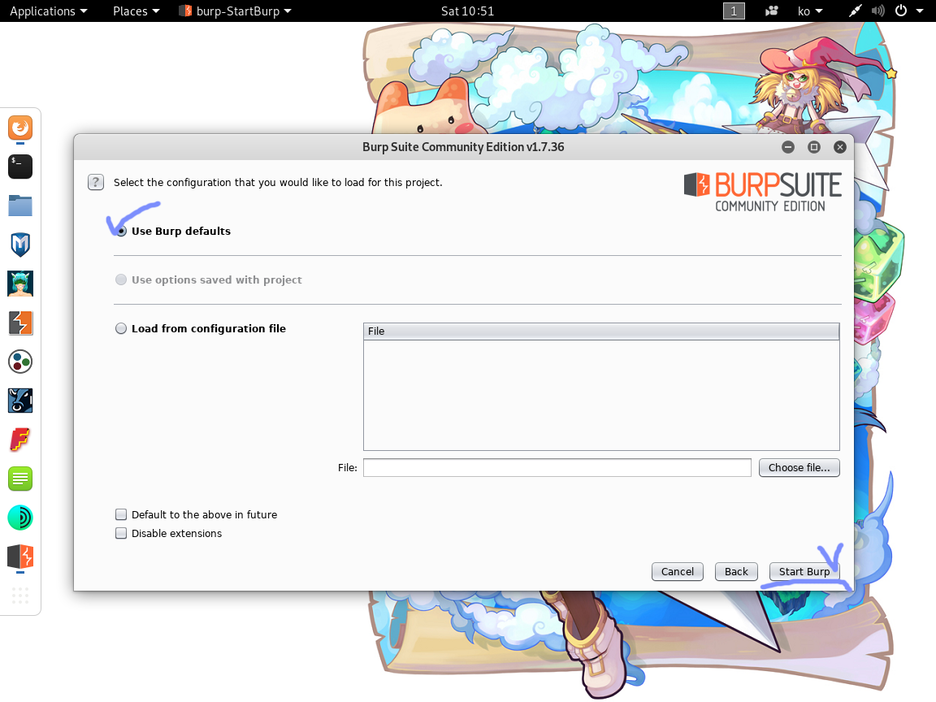 Applications Places burp-StartBurp Sat 10:51 1 ko
Burp Suite Community Edition v1.7.36
? Select the configuration that you would like to load for this project.
BURPSUITE
COMMUNITY EDITION
Use Burp defaults
Use options saved with project
Load from configuration file
File
File:
Choose file...
Default to the above in future
Disable extensions
Cancel Back Start Burp